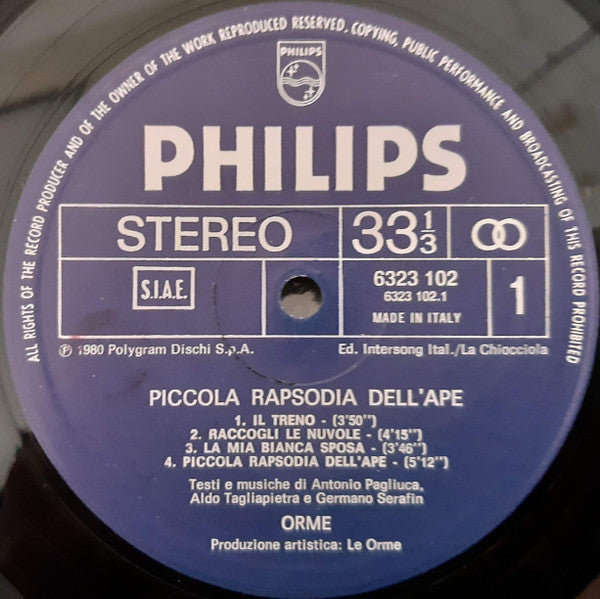 ALL RIGHTS OF THE RECORD PRODUCER AND OF THE OWNER OF THE WORK REPRODUCED RESERVED. COPYING, PUBLIC PERFORMANCE AND BROADCASTING OF THIS RECORD PROHIBITED
PHILIPS
PHILIPS
STEREO 33 1/3
S.I.A.E. 6323 102 1
6323 102.1
MADE IN ITALY
℗ 1980 Polygram Dischi S.p.A. Ed. Intersong Ital./La Chiocciola
PICCOLA RAPSODIA DELL'APE
1. IL TRENO - (3'50")
2. RACCOGLI LE NUVOLE - (4'15")
3. LA MIA BIANCA SPOSA - (3'46")
4. PICCOLA RAPSODIA DELL'APE - (5'12")
Testi e musiche di Antonio Pagliuca,
Aldo Tagliapietra e Germano Serafin
ORME
Produzione artistica: Le Orme